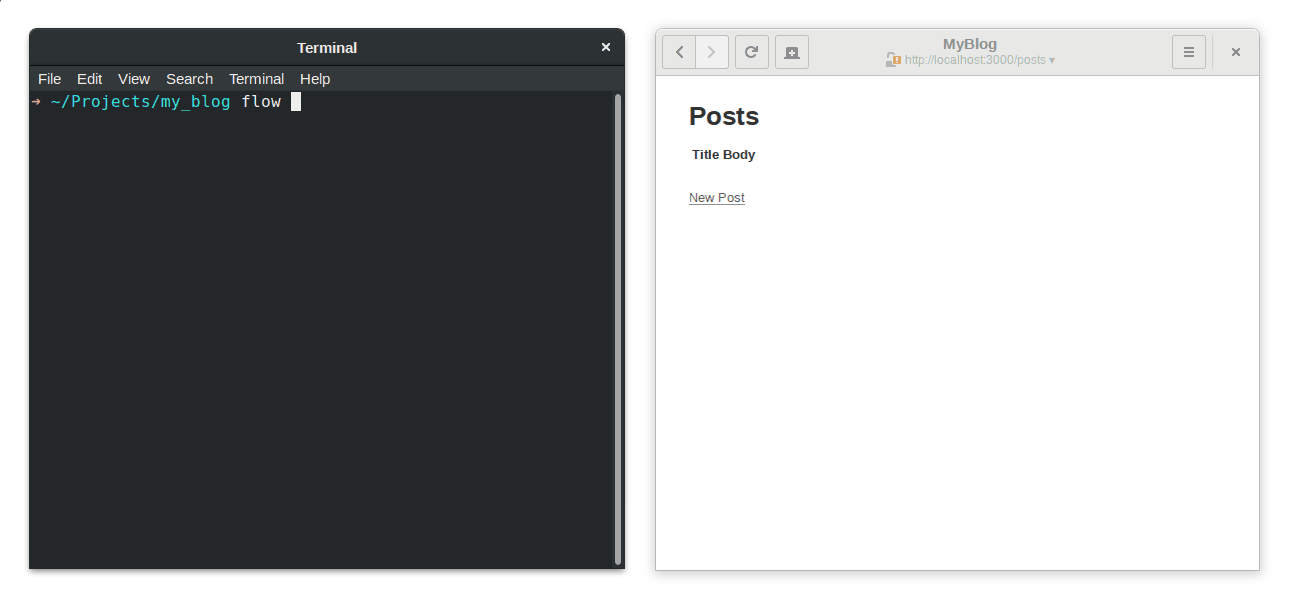 Terminal
File Edit View Search Terminal Help
➜ ~/Projects/my_blog flow
MyBlog
http://localhost:3000/posts ▾
Posts
Title Body
New Post